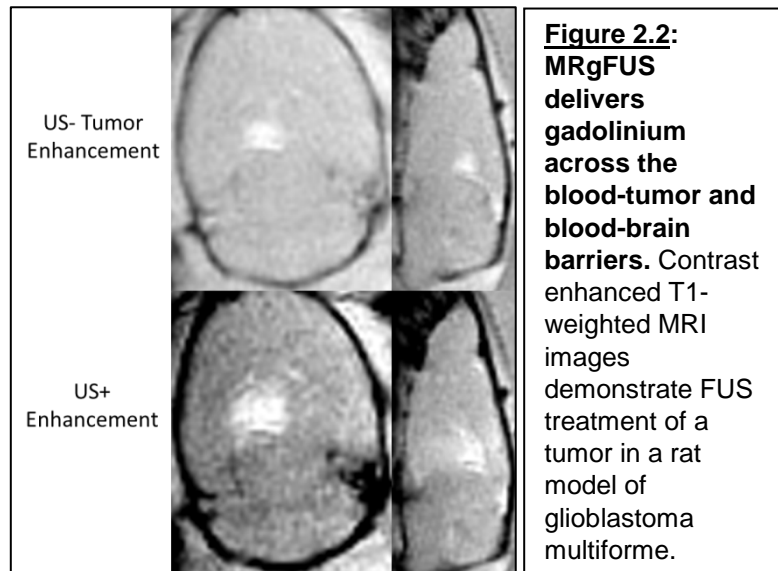 US- Tumor
Enhancement
US+
Enhancement
Figure 2.2:
MRgFUS
delivers
gadolinium
across the
blood-tumor and
blood-brain
barriers. Contrast
enhanced T1-
weighted MRI
images
demonstrate FUS
treatment of a
tumor in a rat
model of
glioblastoma
multiforme.